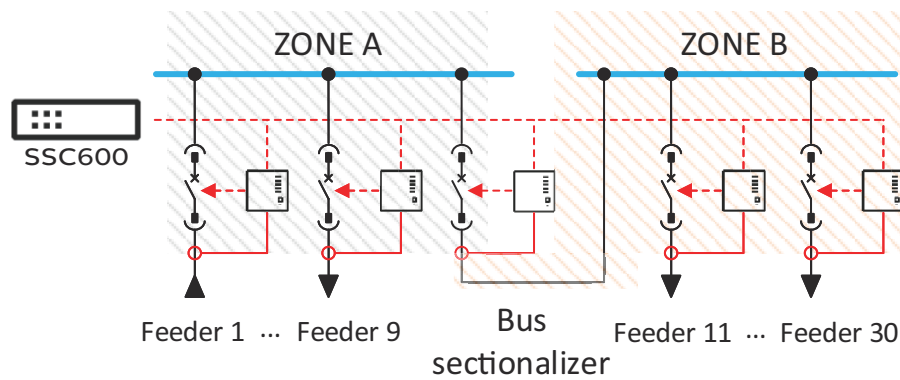 ZONE A
ZONE B
SSC600
Feeder 1 ... Feeder 9
Bus
sectionalizer
Feeder 11 ... Feeder 30